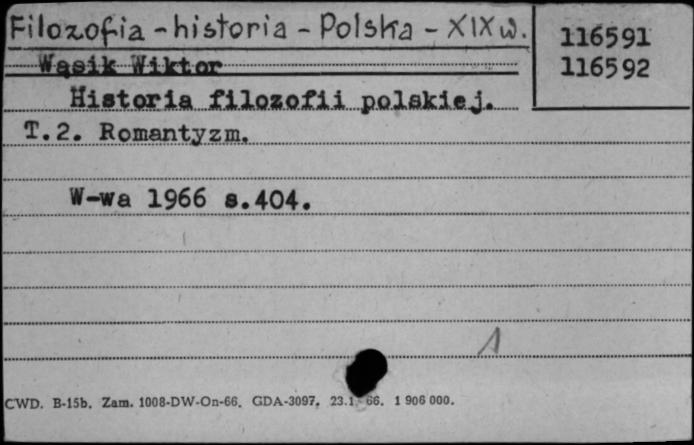 Filozofia - historia - Polska - XIX w.
116591
116592
Wąsik Wiktor
Historia filozofii polskiej.
T.2. Romantyzm.
W-wa 1966 s.404.
1
CWD. B-15b. Zam. 1008-DW-On-66. GDA-3097. 23.1. 66. 1 906 000.